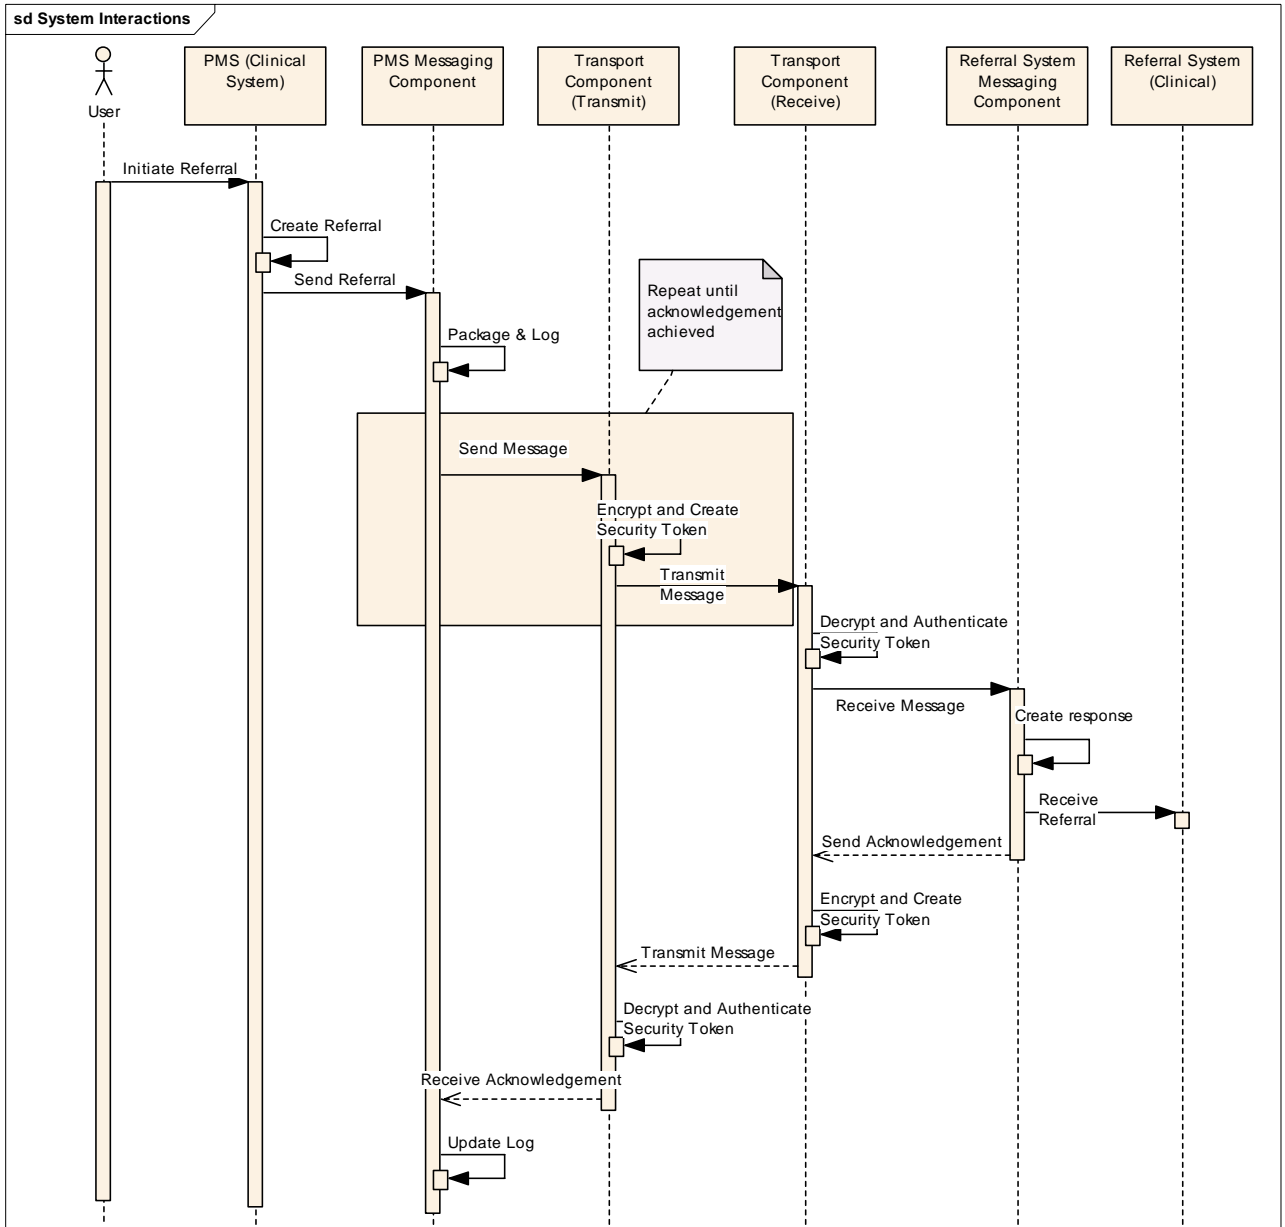 sd System Interactions
User
PMS (Clinical
System)
PMS Messaging
Component
Transport
Component
(Transmit)
Transport
Component
(Receive)
Referral System
Messaging
Component
Referral System
(Clinical)
Initiate Referral
Create Referral
Send Referral
Repeat until
acknowledgement
achieved
Package & Log
Send Message
Encrypt and Create
Security Token
Transmit
Message
Decrypt and Authenticate
Security Token
Receive Message
Create response
Receive
Referral
Send Acknowledgement
Encrypt and Create
Security Token
Transmit Message
Decrypt and Authenticate
Security Token
Receive Acknowledgement
Update Log